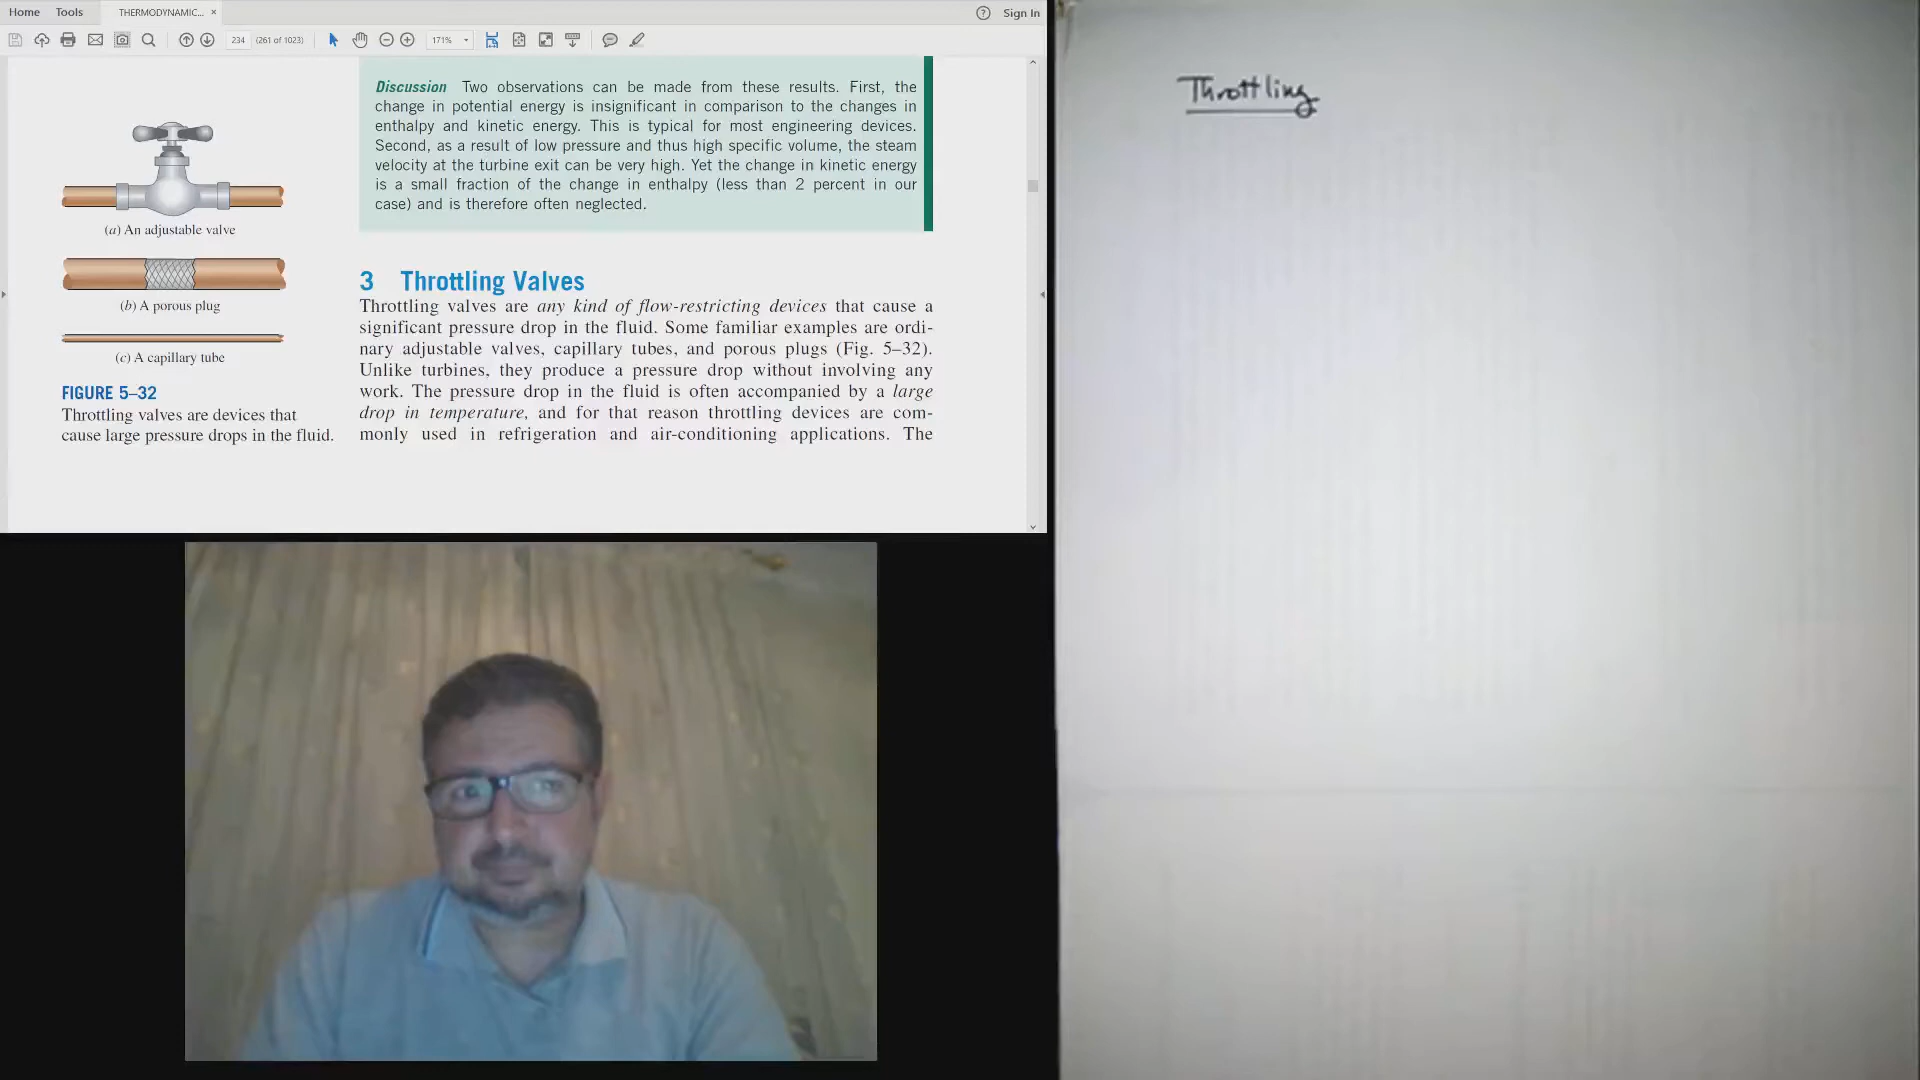 Home Tools THERMODYNAMIC... × Sign In
234 (261 of 1023) 171%
Discussion Two observations can be made from these results. First, the
change in potential energy is insignificant in comparison to the changes in
enthalpy and kinetic energy. This is typical for most engineering devices.
Second, as a result of low pressure and thus high specific volume, the steam
velocity at the turbine exit can be very high. Yet the change in kinetic energy
is a small fraction of the change in enthalpy (less than 2 percent in our
case) and is therefore often neglected.
(a) An adjustable valve
(b) A porous plug
(c) A capillary tube
FIGURE 5–32
Throttling valves are devices that
cause large pressure drops in the fluid.
3 Throttling Valves
Throttling valves are any kind of flow-restricting devices that cause a
significant pressure drop in the fluid. Some familiar examples are ordi-
nary adjustable valves, capillary tubes, and porous plugs (Fig. 5–32).
Unlike turbines, they produce a pressure drop without involving any
work. The pressure drop in the fluid is often accompanied by a large
drop in temperature, and for that reason throttling devices are com-
monly used in refrigeration and air-conditioning applications. The
Throttling